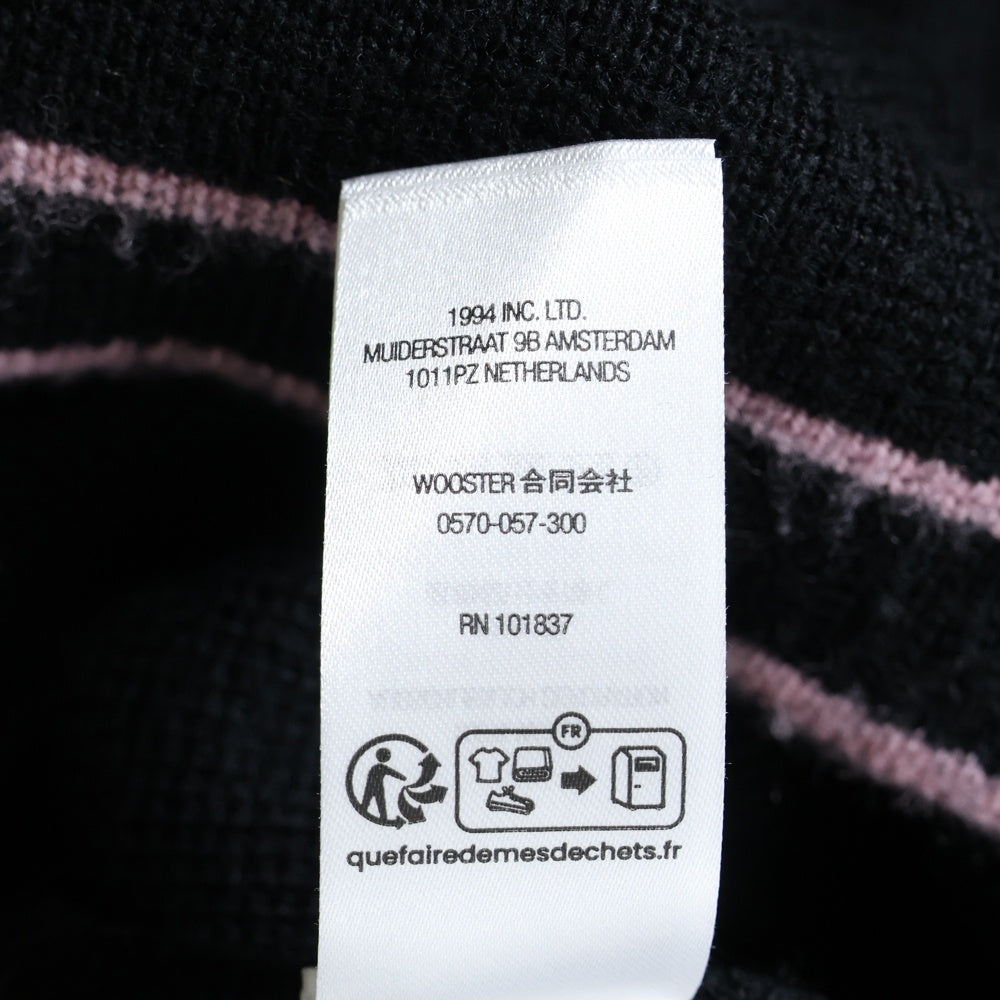 1994 INC. LTD.
MUIDERSTRAAT 9B AMSTERDAM
1011PZ NETHERLANDS
WOOSTER 合同会社
0570-057-300
RN 101837
FR
quefairedemesdechets.fr